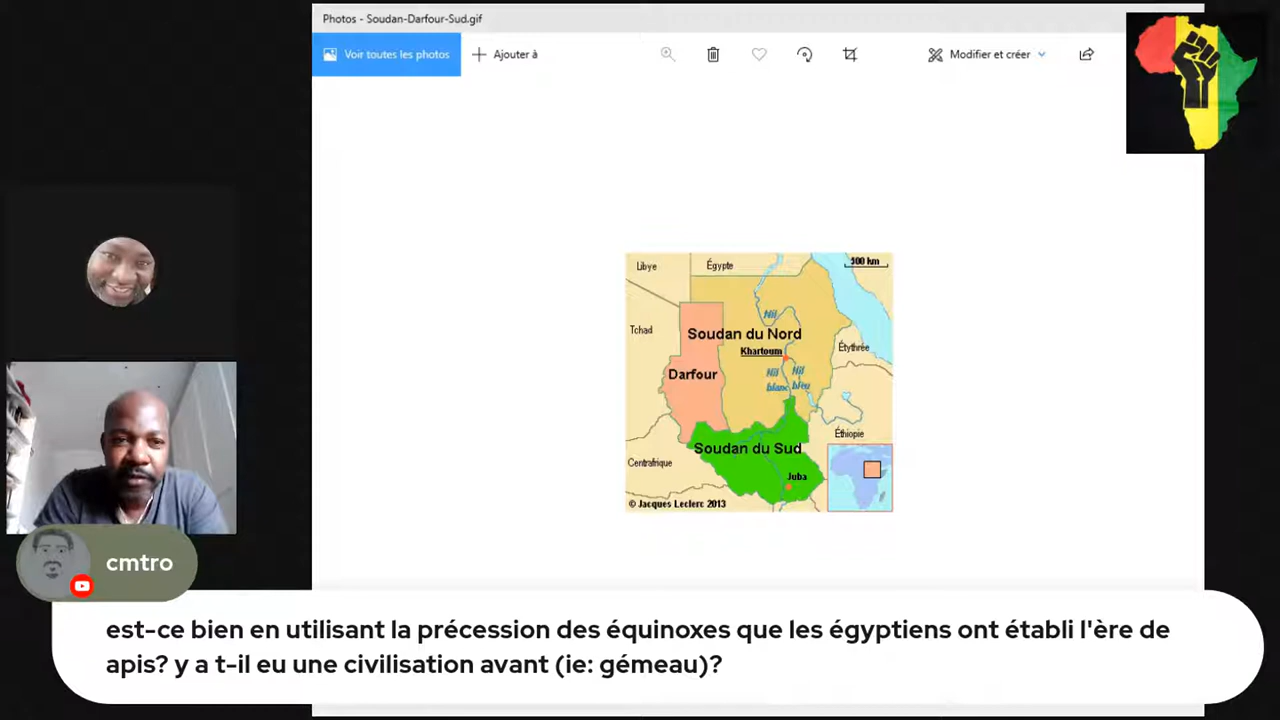 Photos - Soudan-Darfour-Sud.gif
Voir toutes les photos
Ajouter à
Modifier et créer
Libye
Égypte
500 km
Tchad
Nil
Soudan du Nord
Khartoum
Étythrée
Darfour
Nil
blanc
Nil
bleu
Éthiopie
Soudan du Sud
Centrafrique
Juba
© Jacques Leclerc 2013
cmtro
est-ce bien en utilisant la précession des équinoxes que les égyptiens ont établi l'ère de
apis? y a t-il eu une civilisation avant (ie: gémeau)?